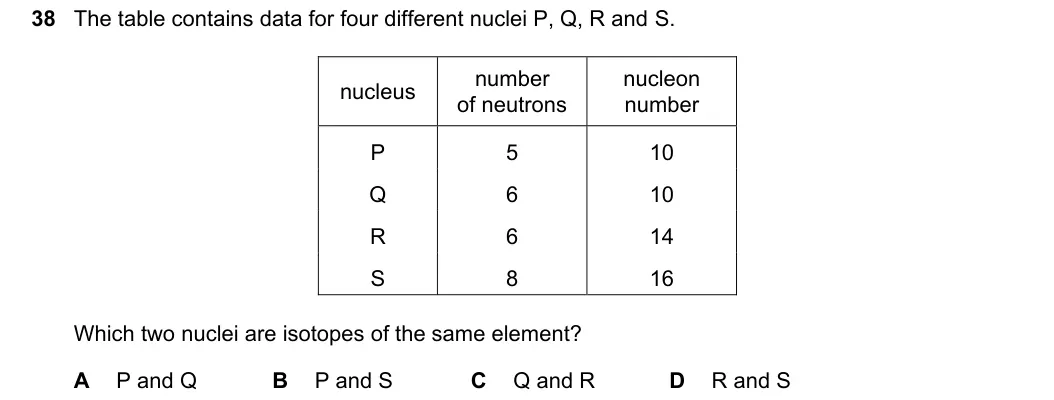 38 The table contains data for four different nuclei P, Q, R and S.
nucleus number of neutrons nucleon number
P 5 10
Q 6 10
R 6 14
S 8 16
Which two nuclei are isotopes of the same element?
A P and Q B P and S C Q and R D R and S